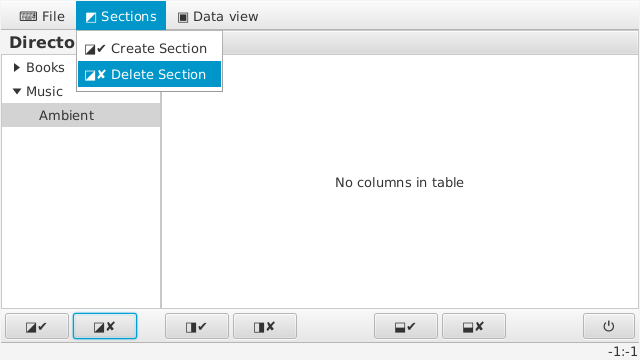 ⌨ File ◩ Sections ▣ Data view
Directo
◪✔ Create Section
◪✘ Delete Section
Books
Music
Ambient
No columns in table
◪✔ ◪✘ ◨✔ ◨✘ ⬓✔ ⬓✘ ⏻
-1:-1